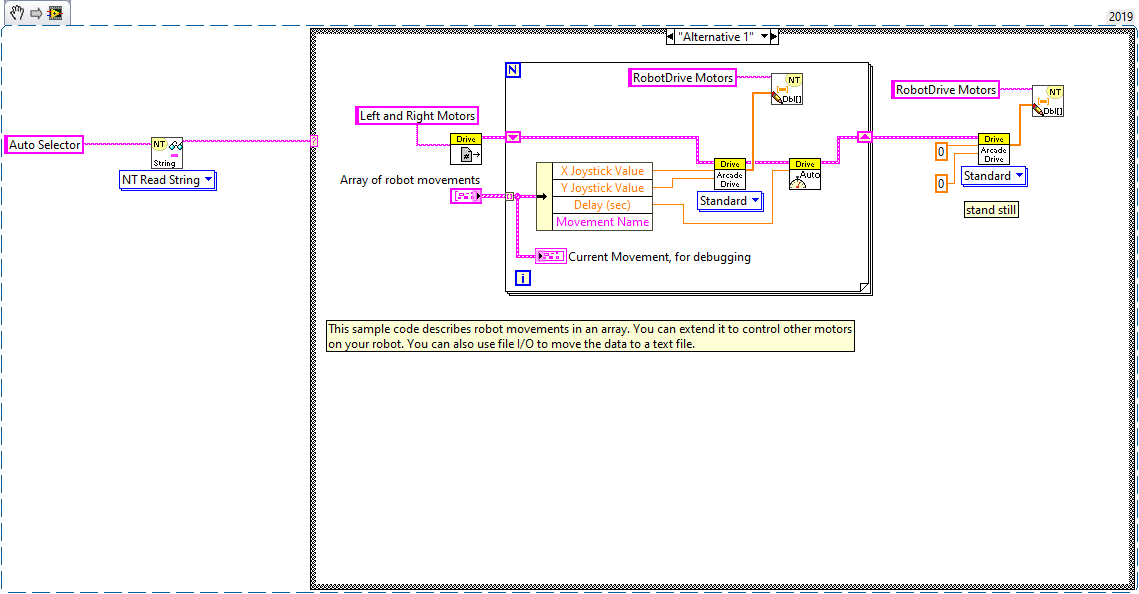 2019
"Alternative 1"
N
RobotDrive Motors
NT
Dbl[]
RobotDrive Motors
NT
Dbl[]
Left and Right Motors
Auto Selector
NT
String
NT Read String
?
Drive
#
Drive
Arcade
Drive
0
0
Standard
stand still
Array of robot movements
X Joystick Value
Y Joystick Value
Delay (sec)
Movement Name
Drive
Arcade
Drive
Standard
Drive
Auto
Current Movement, for debugging
i
This sample code describes robot movements in an array. You can extend it to control other motors
on your robot. You can also use file I/O to move the data to a text file.